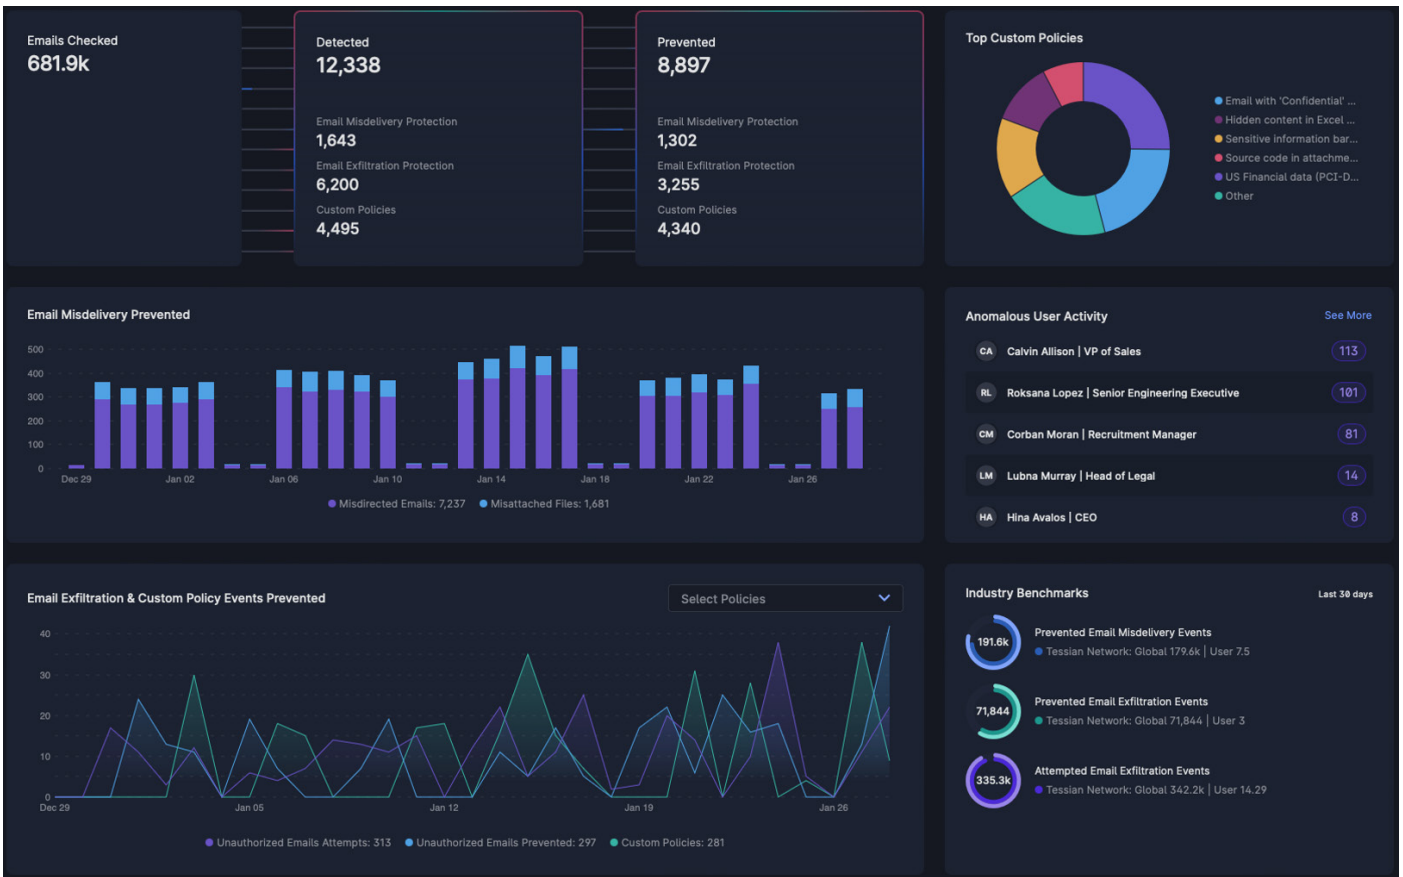 Emails Checked
681.9k
Detected
12,338
Email Misdelivery Protection
1,643
Email Exfiltration Protection
6,200
Custom Policies
4,495
Prevented
8,897
Email Misdelivery Protection
1,302
Email Exfiltration Protection
3,255
Custom Policies
4,340
Top Custom Policies
Email with 'Confidential' ...
Hidden content in Excel ...
Sensitive information bar...
Source code in attachme...
US Financial data (PCI-D...
Other
Email Misdelivery Prevented
500
400
300
200
100
0
Dec 29 Jan 02 Jan 06 Jan 10 Jan 14 Jan 18 Jan 22 Jan 26
Misdirected Emails: 7,237 Misattached Files: 1,681
Anomalous User Activity See More
CA Calvin Allison | VP of Sales 113
RL Roksana Lopez | Senior Engineering Executive 101
CM Corban Moran | Recruitment Manager 81
LM Lubna Murray | Head of Legal 14
HA Hina Avalos | CEO 8
Email Exfiltration & Custom Policy Events Prevented Select Policies
40
30
20
10
0
Dec 29 Jan 05 Jan 12 Jan 19 Jan 26
Unauthorized Emails Attempts: 313 Unauthorized Emails Prevented: 297 Custom Policies: 281
Industry Benchmarks Last 30 days
191.6k
Prevented Email Misdelivery Events
Tessian Network: Global 179.6k | User 7.5
71,844
Prevented Email Exfiltration Events
Tessian Network: Global 71,844 | User 3
335.3k
Attempted Email Exfiltration Events
Tessian Network: Global 342.2k | User 14.29